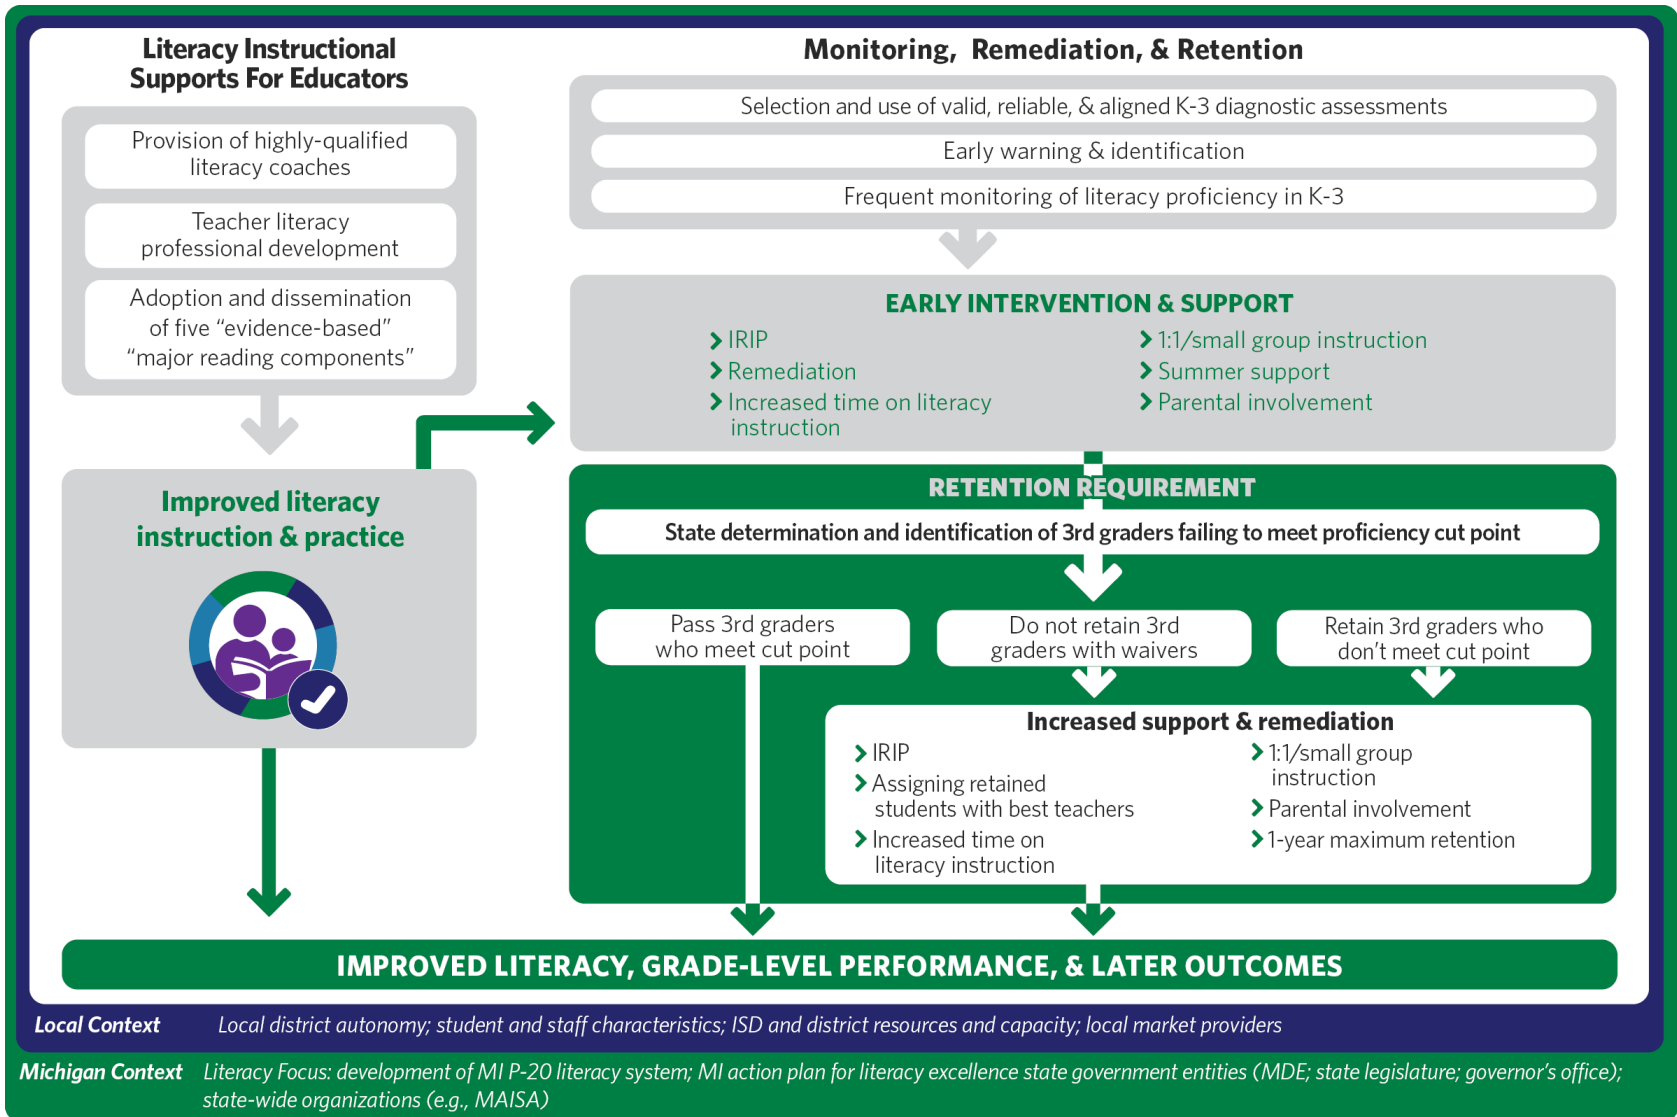 Literacy Instructional
Supports For Educators
Provision of highly-qualified
literacy coaches
Teacher literacy
professional development
Adoption and dissemination
of five “evidence-based”
“major reading components”
Improved literacy
instruction & practice
Monitoring, Remediation, & Retention
Selection and use of valid, reliable, & aligned K-3 diagnostic assessments
Early warning & identification
Frequent monitoring of literacy proficiency in K-3
EARLY INTERVENTION & SUPPORT
IRIP
Remediation
Increased time on literacy
instruction
1:1/small group instruction
Summer support
Parental involvement
RETENTION REQUIREMENT
State determination and identification of 3rd graders failing to meet proficiency cut point
Pass 3rd graders
who meet cut point
Do not retain 3rd
graders with waivers
Retain 3rd graders who
don’t meet cut point
Increased support & remediation
IRIP
Assigning retained
students with best teachers
Increased time on
literacy instruction
1:1/small group
instruction
Parental involvement
1-year maximum retention
IMPROVED LITERACY, GRADE-LEVEL PERFORMANCE, & LATER OUTCOMES
Local Context Local district autonomy; student and staff characteristics; ISD and district resources and capacity; local market providers
Michigan Context Literacy Focus: development of MI P-20 literacy system; MI action plan for literacy excellence state government entities (MDE; state legislature; governor’s office);
state-wide organizations (e.g., MAISA)